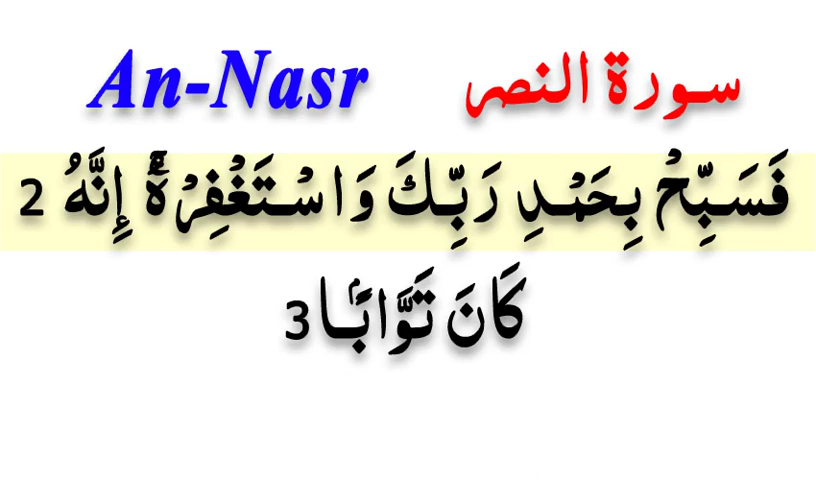 An-Nasr سورة النصر
فَسَبِّحْ بِحَمْدِ رَبِّكَ وَاسْتَغْفِرْهُ ۚ إِنَّهُ 2
كَانَ تَوَّابًۢا 3